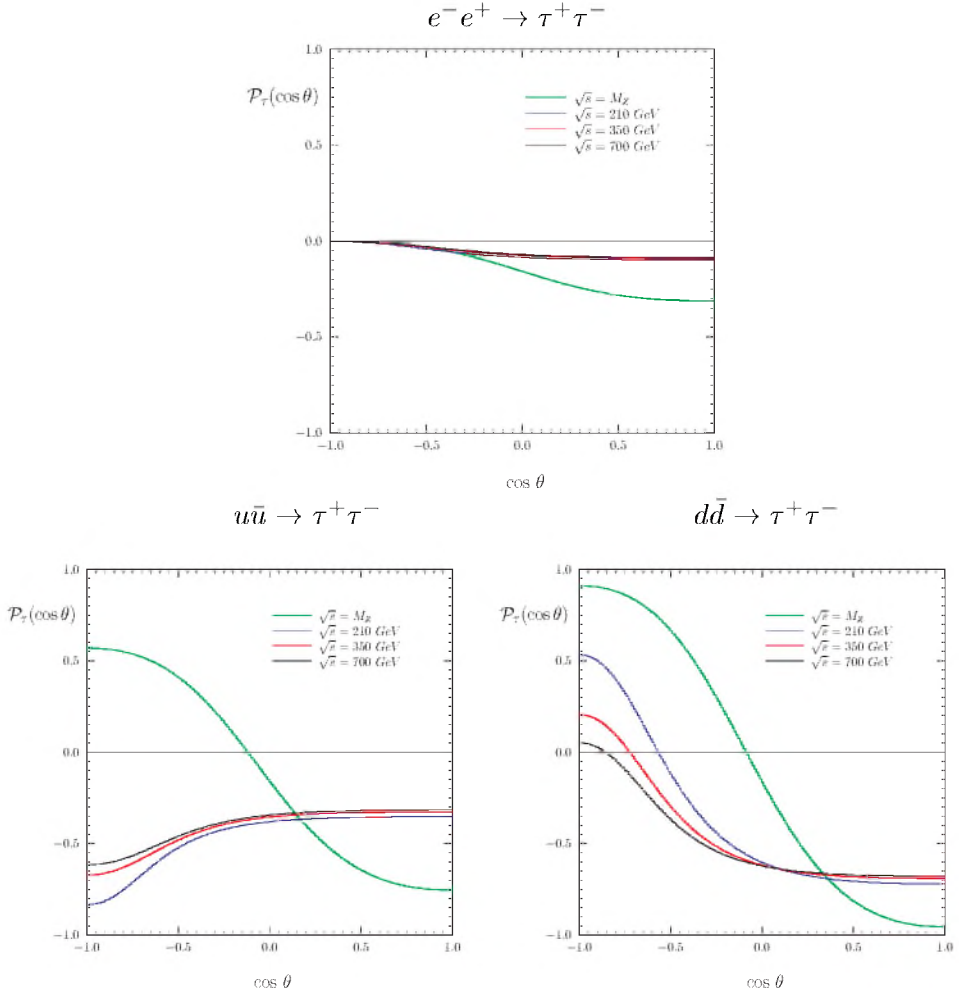 e⁻e⁺ → τ⁺τ⁻
1.0
𝒫τ(cos θ)
√s = M_Z
√s = 210 GeV
0.5
√s = 350 GeV
√s = 700 GeV
0.0
−0.5
−1.0
−1.0 −0.5 0.0 0.5 1.0
cos θ
uū → τ⁺τ⁻
1.0
𝒫τ(cos θ)
√s = M_Z
√s = 210 GeV
√s = 350 GeV
0.5
√s = 700 GeV
0.0
−0.5
−1.0
−1.0 −0.5 0.0 0.5 1.0
cos θ
dd̄ → τ⁺τ⁻
1.0
𝒫τ(cos θ)
√s = M_Z
√s = 210 GeV
√s = 350 GeV
0.5
√s = 700 GeV
0.0
−0.5
−1.0
−1.0 −0.5 0.0 0.5 1.0
cos θ